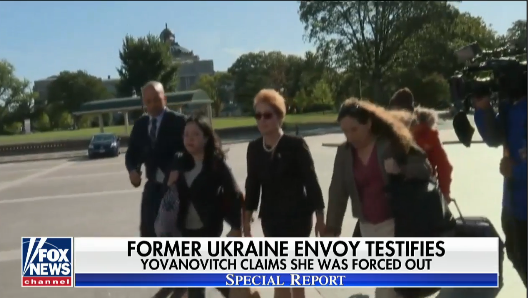 FORMER UKRAINE ENVOY TESTIFIES
YOVANOVITCH CLAIMS SHE WAS FORCED OUT
FOX
NEWS
channel
SPECIAL REPORT